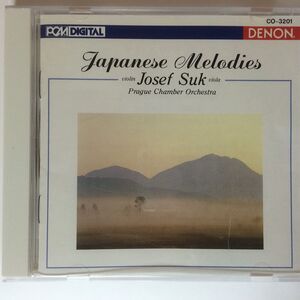 CO-3201
PCM DIGITAL
DENON
Japanese Melodies
violin Josef Suk viola
Prague Chamber Orchestra